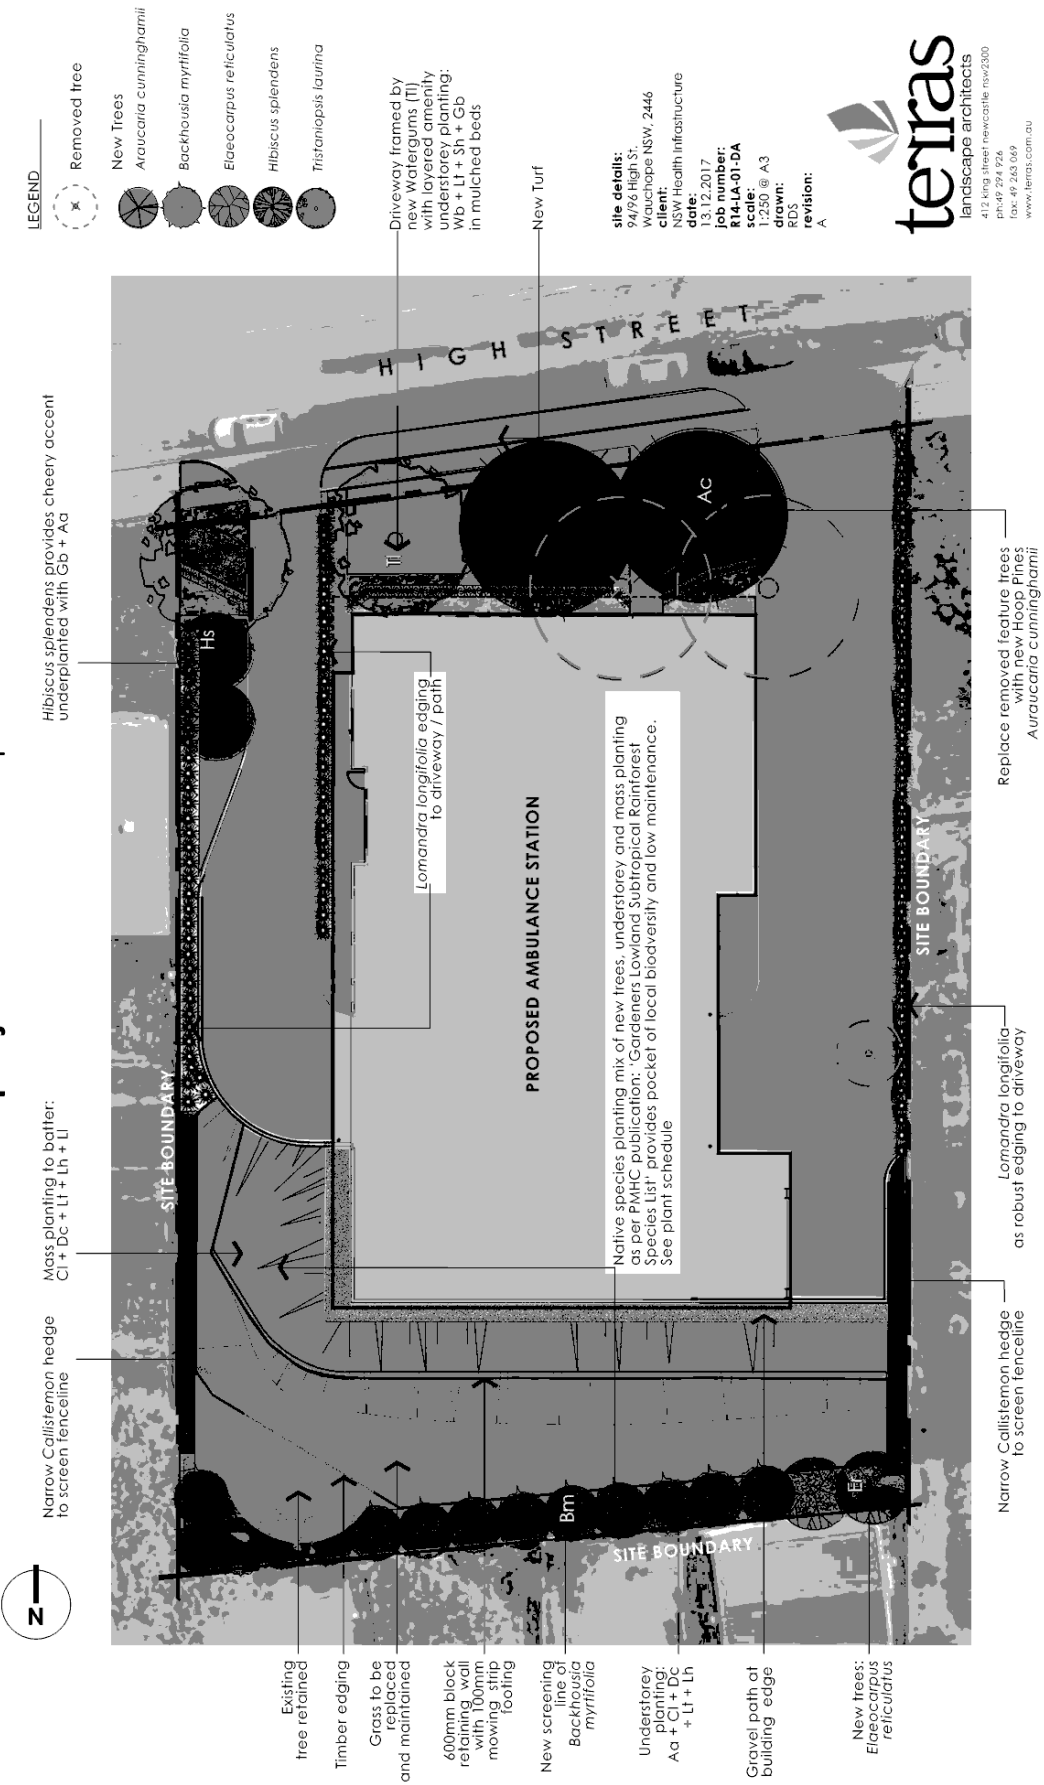 LEGEND
Removed tree
New Trees
Araucaria cunninghamii
Backhousia myrtifolia
Elaeocarpus reticulatus
HIbiscus splendens
Tristaniopsis laurina
Driveway framed by
new Watergums (Tl)
with layered amenity
understorey planting:
Wb + Lt + Sh + Gb
in mulched beds
New Turf
site details:
94/96 High St.
Wauchope NSW, 2446
client:
NSW Health Infrastructure
date:
13.12.2017
job number:
R14-LA-01-DA
scale:
1:250 @ A3
drawn:
RDS
revision:
A
terras
landscape architects
412 king street newcastle nsw2300
ph:49 294 926
fax: 49 263 069
www.terras.com.au
Hibiscus splendens provides cheery accent
underplanted with Gb + Aa
Mass planting to batter:
Ci + Dc + Lt + Lh + Ll
Narrow Callistemon hedge
to screen fenceline
N
HIGH STREET
Hs
Tl
Ac
Lomandra longifolia edging
to driveway / path
PROPOSED AMBULANCE STATION
Native species planting mix of new trees, understorey and mass planting
as per PMHC publication: 'Gardeners Lowland Subtropical Rainforest
Species List' provides pocket of local biodversity and low maintenance.
See plant schedule
SITE BOUNDARY
SITE BOUNDARY
SITE BOUNDARY
Bm
Er
Existing
tree retained
Timber edging
Grass to be
replaced
and maintained
600mm block
retaining wall
with 100mm
mowing strip
footing
New screening
line of
Backhousia
myrtifolia
Understorey
planting:
Aa + Ci + Dc
+ Lt + Lh
Gravel path at
building edge
New trees:
Elaeocarpus
reticulatus
Narrow Callistemon hedge
to screen fenceline
Lomandra longifolia
as robust edging to driveway
Replace removed feature trees
with new Hoop Pines
Auraucaria cunninghamii